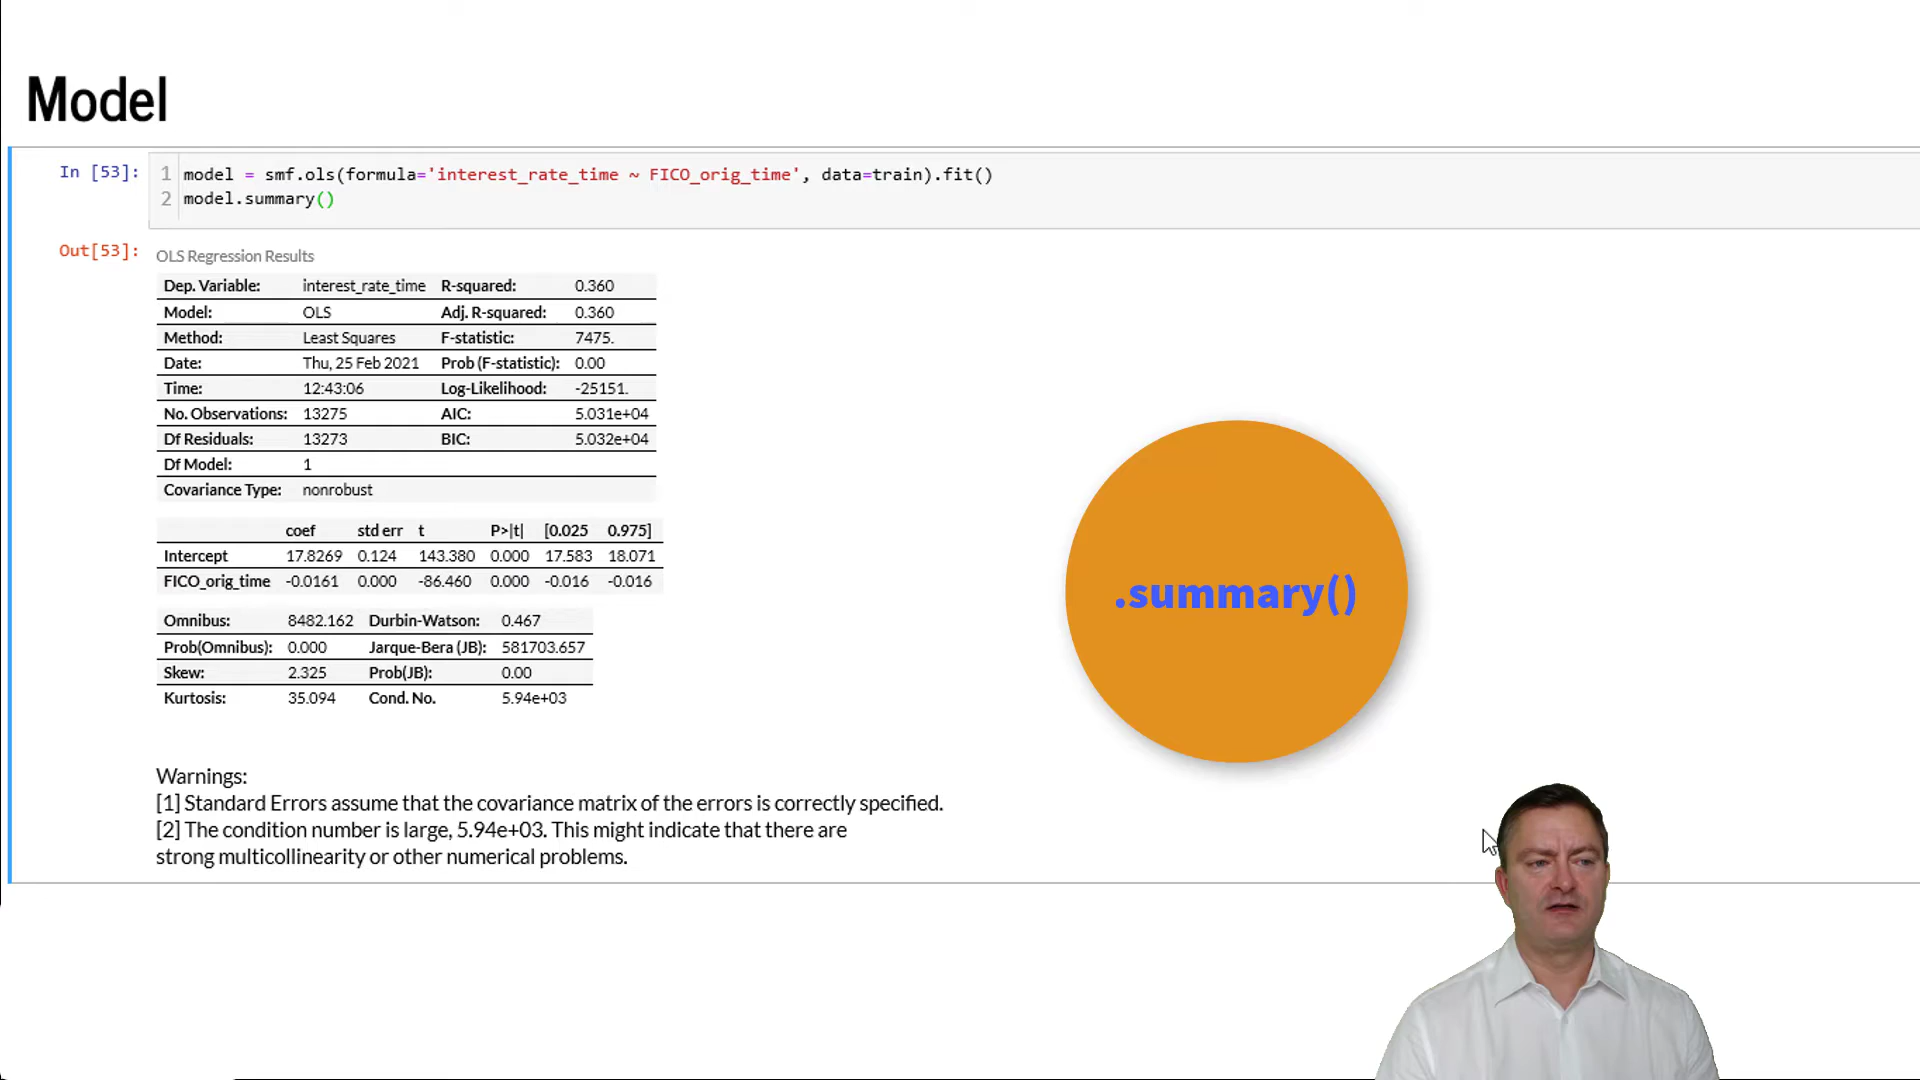 Model
In [53]:
1 model = smf.ols(formula='interest_rate_time ~ FICO_orig_time', data=train).fit()
2 model.summary()
Out[53]:
OLS Regression Results
Dep. Variable: interest_rate_time R-squared: 0.360
Model: OLS Adj. R-squared: 0.360
Method: Least Squares F-statistic: 7475.
Date: Thu, 25 Feb 2021 Prob (F-statistic): 0.00
Time: 12:43:06 Log-Likelihood: -25151.
No. Observations: 13275 AIC: 5.031e+04
Df Residuals: 13273 BIC: 5.032e+04
Df Model: 1
Covariance Type: nonrobust
coef std err t P>|t| [0.025 0.975]
Intercept 17.8269 0.124 143.380 0.000 17.583 18.071
FICO_orig_time -0.0161 0.000 -86.460 0.000 -0.016 -0.016
Omnibus: 8482.162 Durbin-Watson: 0.467
Prob(Omnibus): 0.000 Jarque-Bera (JB): 581703.657
Skew: 2.325 Prob(JB): 0.00
Kurtosis: 35.094 Cond. No. 5.94e+03
Warnings:
[1] Standard Errors assume that the covariance matrix of the errors is correctly specified.
[2] The condition number is large, 5.94e+03. This might indicate that there are
strong multicollinearity or other numerical problems.
.summary()